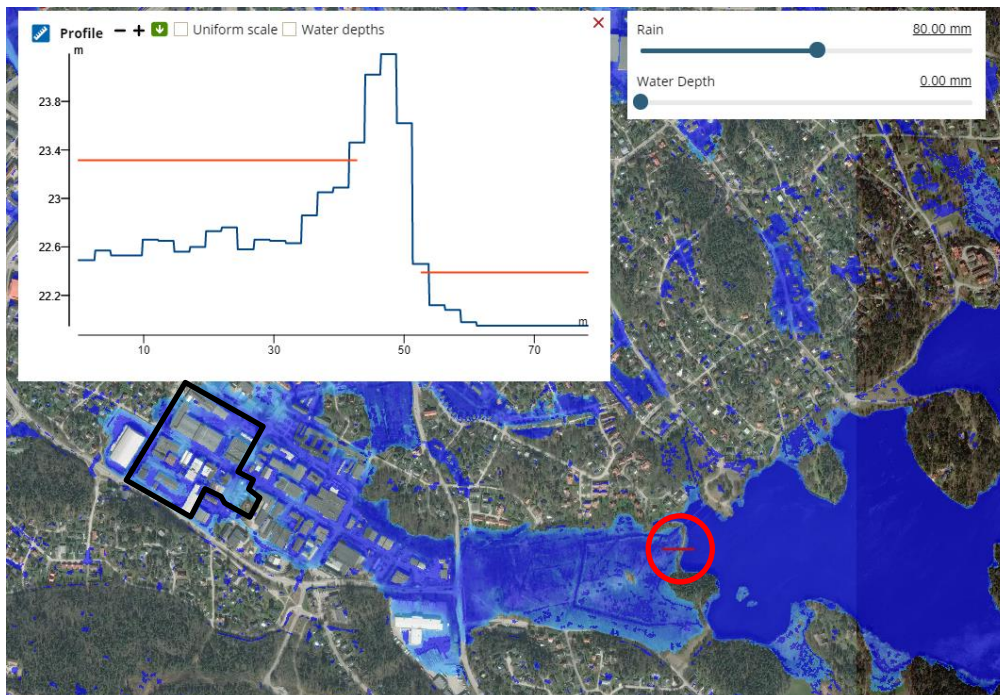 Profile − + Uniform scale Water depths ×
m
23.8
23.4
23
22.6
22.2
m
10 30 50 70
Rain 80.00 mm
Water Depth 0.00 mm